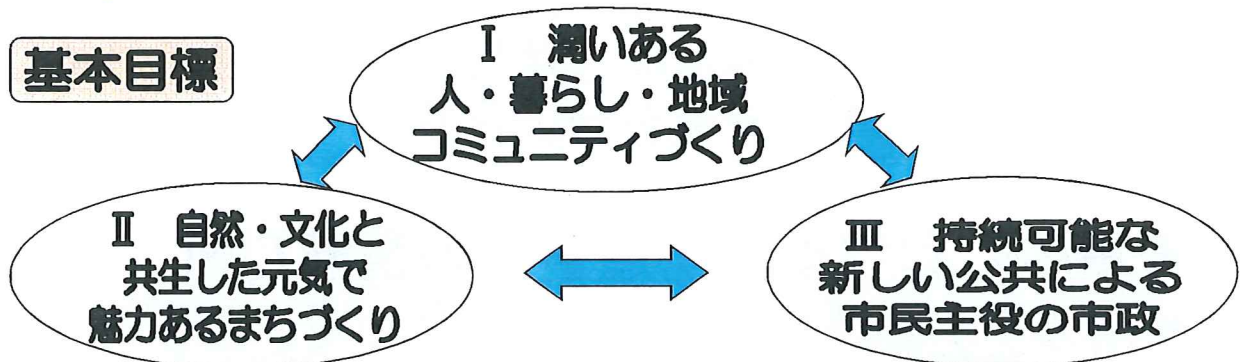 基本目標
Ⅰ 潤いある
人・暮らし・地域
コミュニティづくり
Ⅱ 自然・文化と
共生した元気で
魅力あるまちづくり
Ⅲ 持続可能な
新しい公共による
市民主役の市政